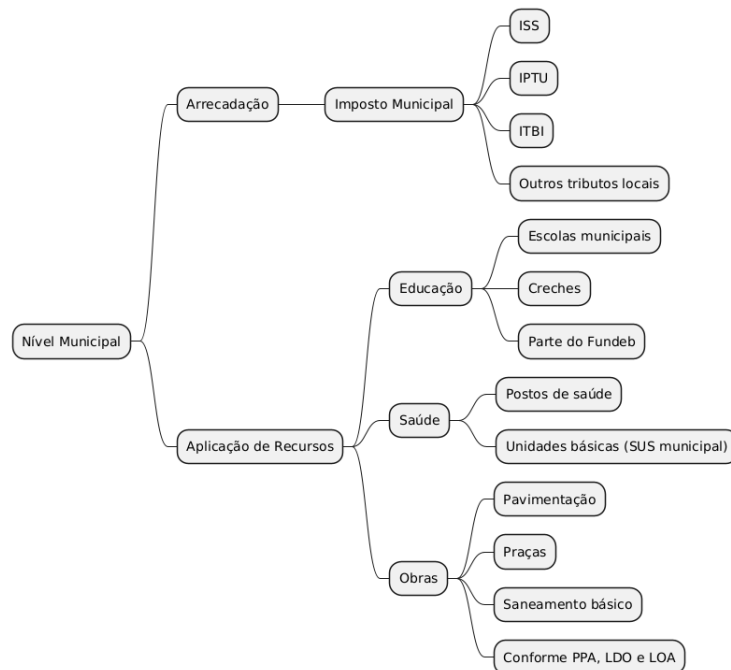 Nível Municipal
Arrecadação
Imposto Municipal
ISS
IPTU
ITBI
Outros tributos locais
Aplicação de Recursos
Educação
Escolas municipais
Creches
Parte do Fundeb
Saúde
Postos de saúde
Unidades básicas (SUS municipal)
Obras
Pavimentação
Praças
Saneamento básico
Conforme PPA, LDO e LOA